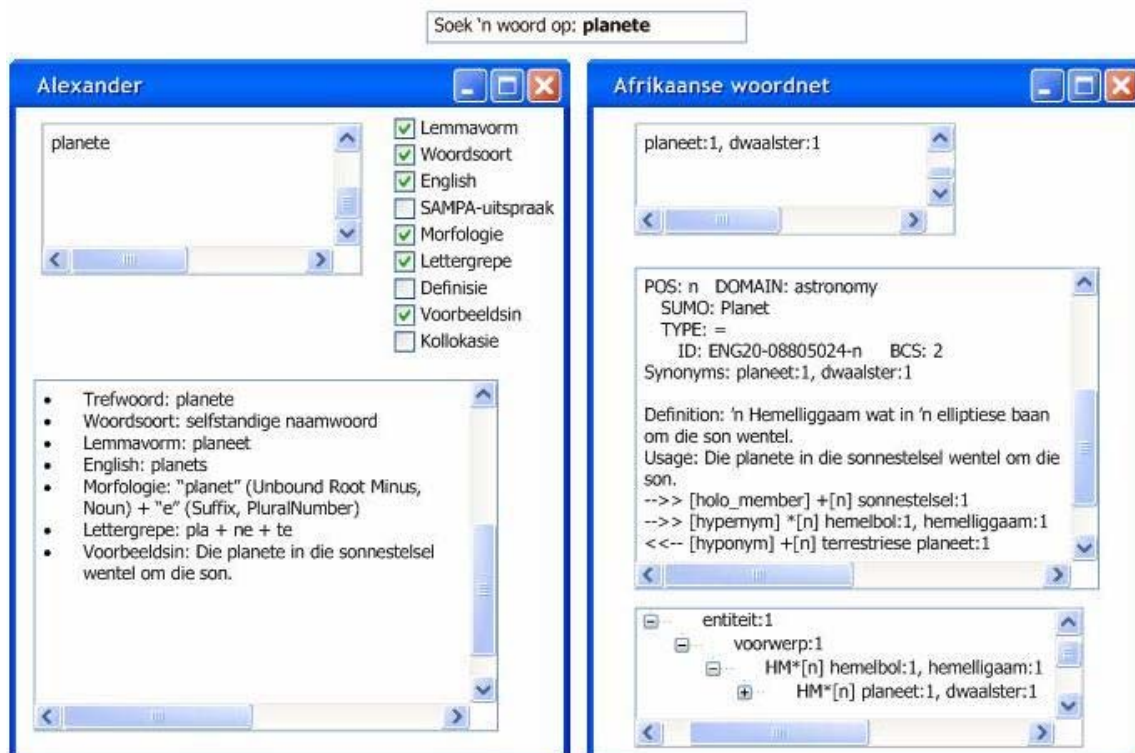 Soek 'n woord op: planete
Alexander
planete
Lemmavorm
Woordsoort
English
SAMPA-uitspraak
Morfologie
Lettergrepe
Definisie
Voorbeeldsin
Kollokasie
• Trefwoord: planete
• Woordsoort: selfstandige naamwoord
• Lemmavorm: planeet
• English: planets
• Morfologie: “planet” (Unbound Root Minus,
Noun) + “e” (Suffix, PluralNumber)
• Lettergrepe: pla + ne + te
• Voorbeeldsin: Die planete in die sonnestelsel
wentel om die son.
Afrikaanse woordnet
planeet:1, dwaalster:1
POS: n DOMAIN: astronomy
SUMO: Planet
TYPE: =
ID: ENG20-08805024-n BCS: 2
Synonyms: planeet:1, dwaalster:1
Definition: 'n Hemelliggaam wat in 'n elliptiese baan
om die son wentel.
Usage: Die planete in die sonnestelsel wentel om die
son.
-->> [holo_member] +[n] sonnestelsel:1
-->> [hypernym] *[n] hemelbol:1, hemelliggaam:1
<<-- [hyponym] +[n] terrestriese planeet:1
entiteit:1
voorwerp:1
HM*[n] hemelbol:1, hemelligaam:1
HM*[n] planeet:1, dwaalster:1